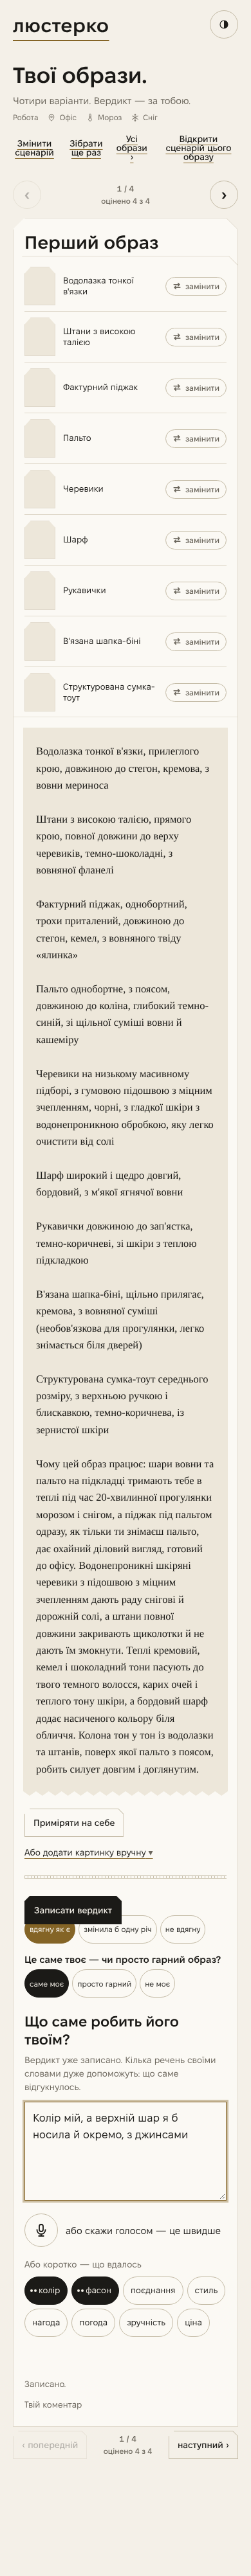 люстерко
Твої образи.
Чотири варіанти. Вердикт — за тобою.
Робота Офіс Мороз Сніг
Змінити сценарій
Зібрати ще раз
Усі образи ›
Відкрити сценарій цього образу
‹
1 / 4
оцінено 4 з 4
›
Перший образ
Водолазка тонкої
в'язки
замінити
Штани з високою
талією
замінити
Фактурний піджак
замінити
Пальто
замінити
Черевики
замінити
Шарф
замінити
Рукавички
замінити
В'язана шапка-біні
замінити
Структурована сумка-
тоут
замінити
Водолазка тонкої в'язки, прилеглого
крою, довжиною до стегон, кремова, з
вовни мериноса
Штани з високою талією, прямого
крою, повної довжини до верху
черевиків, темно-шоколадні, з
вовняної фланелі
Фактурний піджак, однобортний,
трохи приталений, довжиною до
стегон, кемел, з вовняного твіду
«ялинка»
Пальто однобортне, з поясом,
довжиною до коліна, глибокий темно-
синій, зі щільної суміші вовни й
кашеміру
Черевики на низькому масивному
підборі, з гумовою підошвою з міцним
зчепленням, чорні, з гладкої шкіри з
водонепроникною обробкою, яку легко
очистити від солі
Шарф широкий і щедро довгий,
бордовий, з м'якої ягнячої вовни
Рукавички довжиною до зап'ястка,
темно-коричневі, зі шкіри з теплою
підкладкою
В'язана шапка-біні, щільно прилягає,
кремова, з вовняної суміші
(необов'язкова для прогулянки, легко
знімається біля дверей)
Структурована сумка-тоут середнього
розміру, з верхньою ручкою і
блискавкою, темно-коричнева, із
зернистої шкіри
Чому цей образ працює: шари вовни та
пальто на підкладці тримають тебе в
теплі під час 20-хвилинної прогулянки
морозом і снігом, а піджак під пальтом
одразу, як тільки ти знімаєш пальто,
дає охайний діловий вигляд, готовий
до офісу. Водонепроникні шкіряні
черевики з підошвою з міцним
зчепленням дають раду сніговій й
дорожній солі, а штани повної
довжини закривають щиколотки й не
дають їм змокнути. Теплі кремовий,
кемел і шоколадний тони пасують до
твого темного волосся, карих очей і
теплого тону шкіри, а бордовий шарф
додає насиченого кольору біля
обличчя. Колона тон у тон із водолазки
та штанів, поверх якої пальто з поясом,
робить силует довгим і доглянутим.
Приміряти на себе
Або додати картинку вручну ▾
Записати вердикт
вдягну як є
змінила б одну річ
не вдягну
Це саме твоє — чи просто гарний образ?
саме моє
просто гарний
не моє
Що саме робить його
твоїм?
Вердикт уже записано. Кілька речень своїми
словами дуже допоможуть: що саме
відгукнулось.
Колір мій, а верхній шар я б
носила й окремо, з джинсами
або скажи голосом — це швидше
Або коротко — що вдалось
колір
фасон
поєднання
стиль
нагода
погода
зручність
ціна
Записано.
Твій коментар
‹ попередній
1 / 4
оцінено 4 з 4
наступний ›